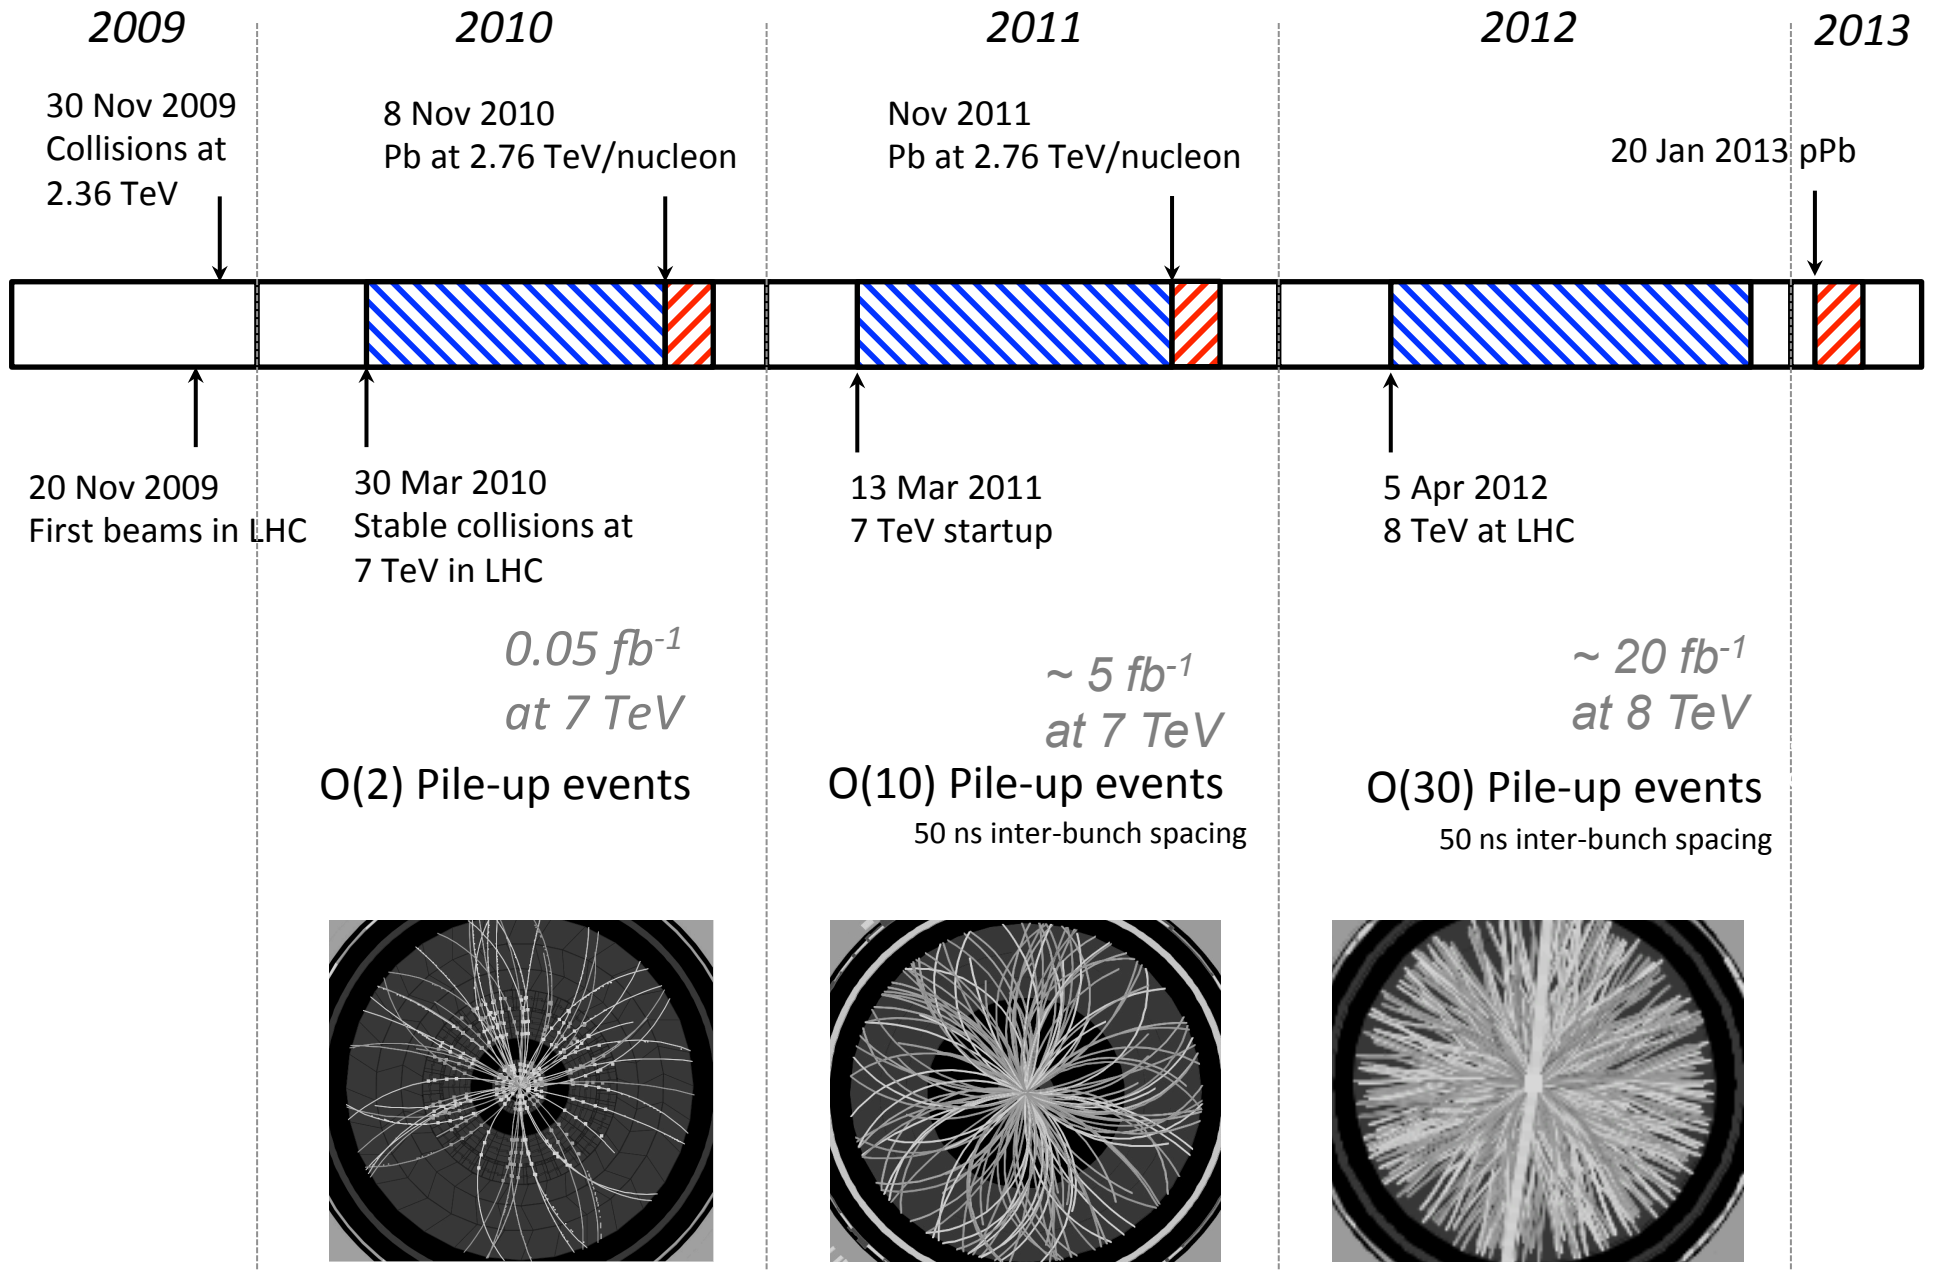 2009
2010
2011
2012
2013
30 Nov 2009
Collisions at
2.36 TeV
8 Nov 2010
Pb at 2.76 TeV/nucleon
Nov 2011
Pb at 2.76 TeV/nucleon
20 Jan 2013 pPb
20 Nov 2009
First beams in LHC
30 Mar 2010
Stable collisions at
7 TeV in LHC
13 Mar 2011
7 TeV startup
5 Apr 2012
8 TeV at LHC
0.05 fb⁻¹
at 7 TeV
~ 5 fb⁻¹
at 7 TeV
~ 20 fb⁻¹
at 8 TeV
O(2) Pile-up events
O(10) Pile-up events
50 ns inter-bunch spacing
O(30) Pile-up events
50 ns inter-bunch spacing